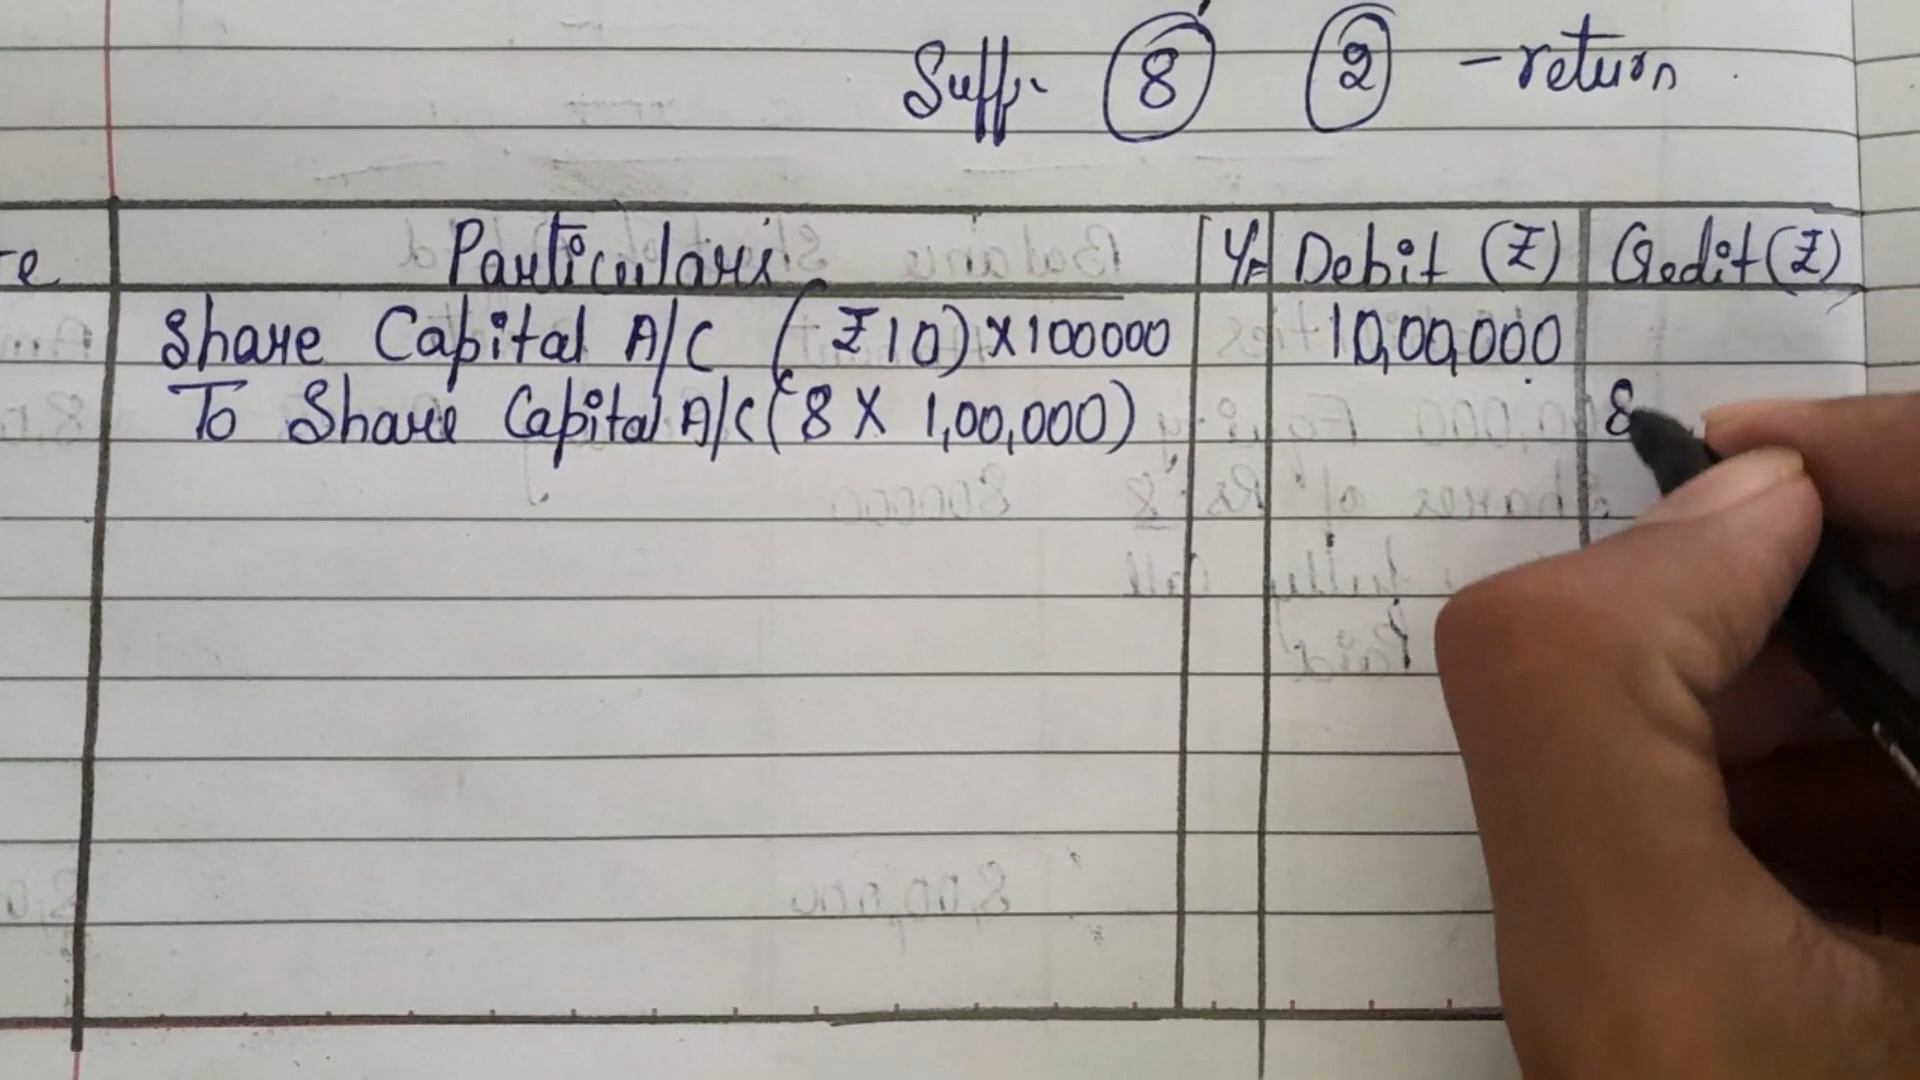 Suff. 8 2 - return
Particulars Debit (₹) Credit (₹)
Share Capital A/C (₹10) × 100000 10,00,000
To Share Capital A/C (8 × 1,00,000) 8